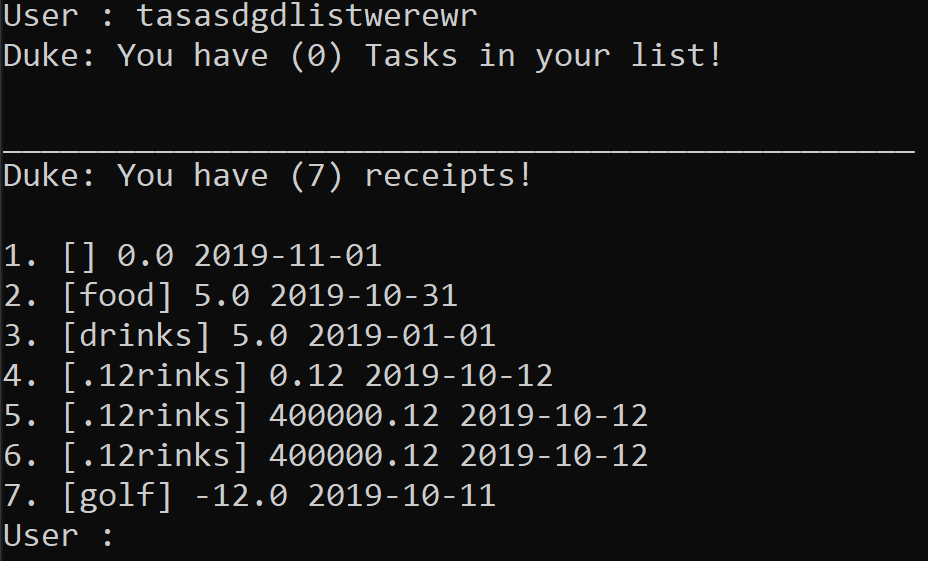 User : tasasdgdlistwerewr
Duke: You have (0) Tasks in your list!
________________________________________________
Duke: You have (7) receipts!
1. [] 0.0 2019-11-01
2. [food] 5.0 2019-10-31
3. [drinks] 5.0 2019-01-01
4. [.12rinks] 0.12 2019-10-12
5. [.12rinks] 400000.12 2019-10-12
6. [.12rinks] 400000.12 2019-10-12
7. [golf] -12.0 2019-10-11
User :